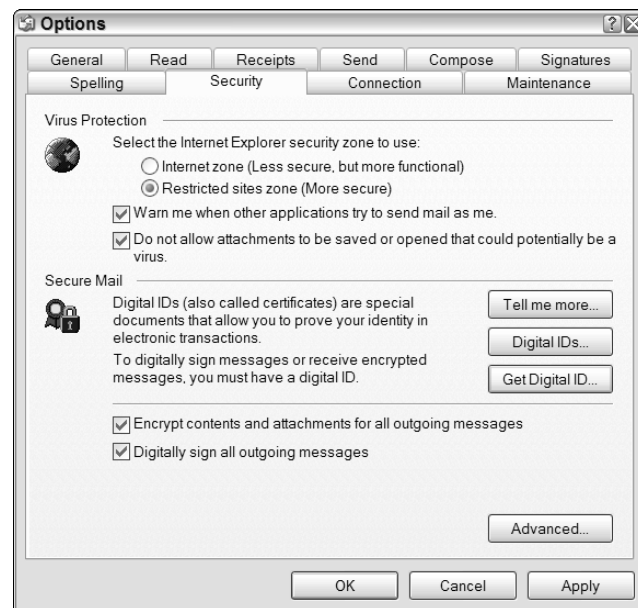 Options
General Read Receipts Send Compose Signatures
Spelling Security Connection Maintenance
Virus Protection
Select the Internet Explorer security zone to use:
Internet zone (Less secure, but more functional)
Restricted sites zone (More secure)
Warn me when other applications try to send mail as me.
Do not allow attachments to be saved or opened that could potentially be a
virus.
Secure Mail
Digital IDs (also called certificates) are special
documents that allow you to prove your identity in
electronic transactions.
Tell me more...
Digital IDs...
To digitally sign messages or receive encrypted
messages, you must have a digital ID.
Get Digital ID...
Encrypt contents and attachments for all outgoing messages
Digitally sign all outgoing messages
Advanced...
OK Cancel Apply